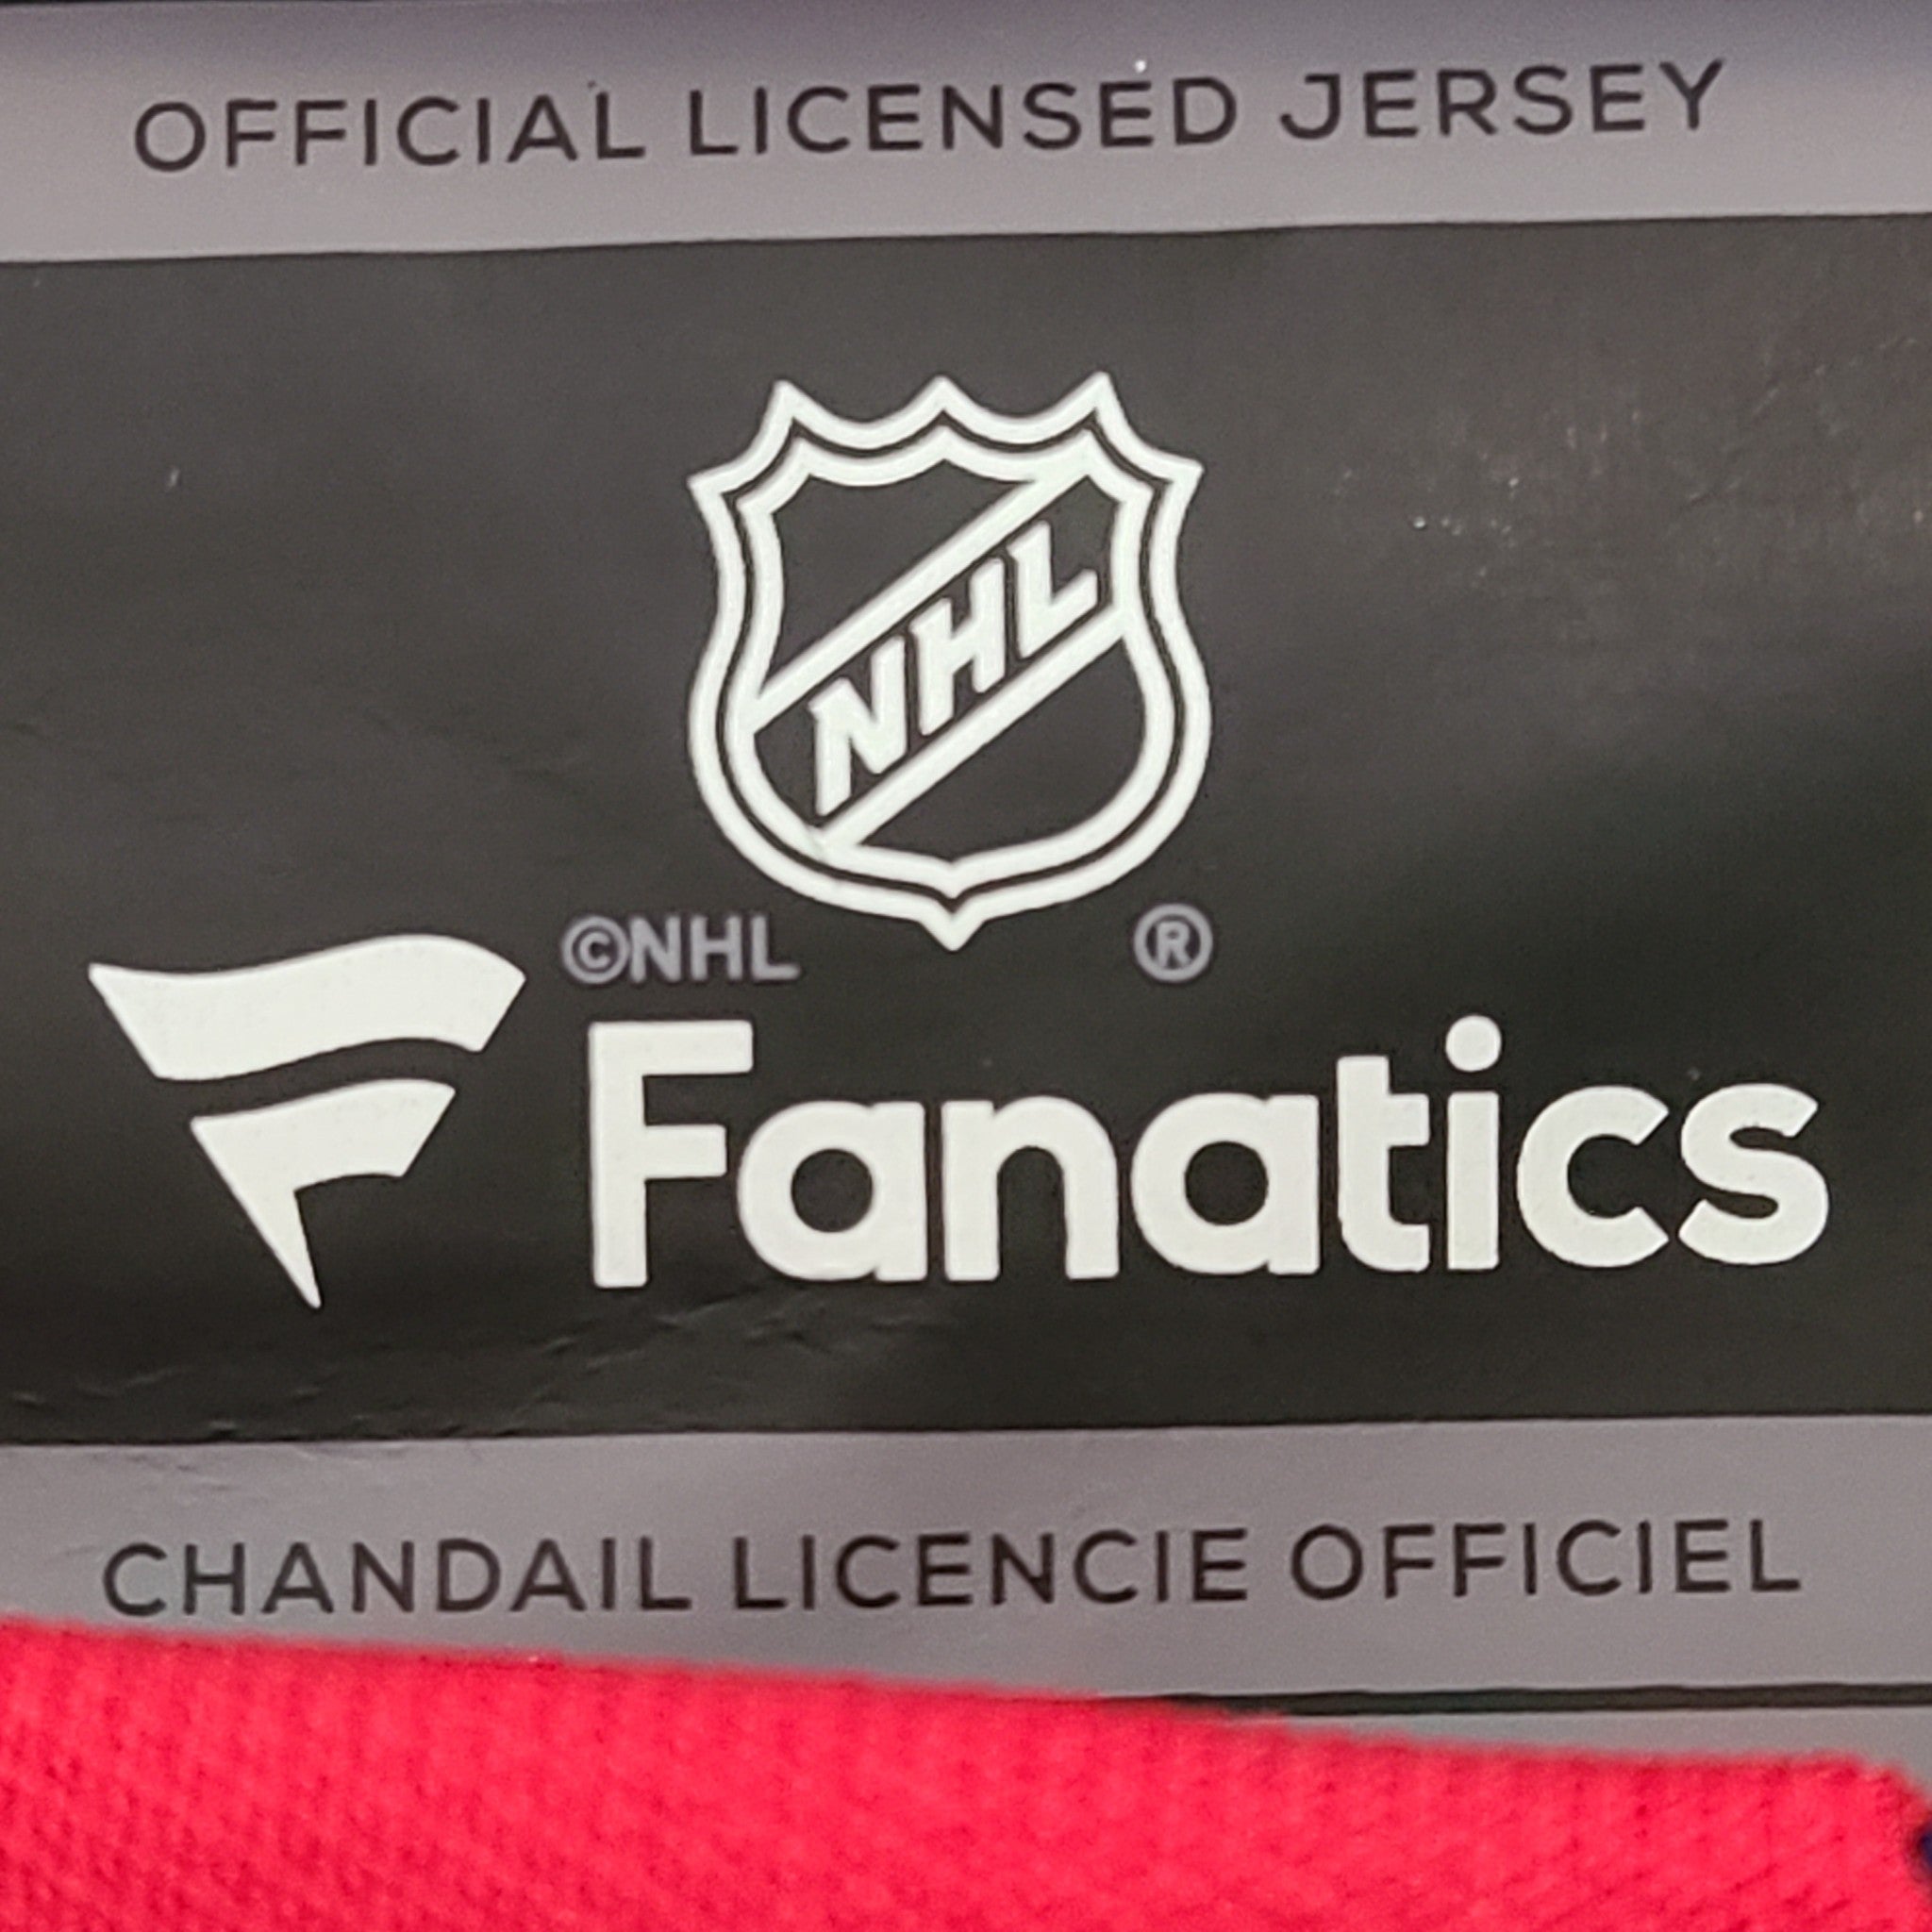 OFFICIAL LICENSED JERSEY
NHL
©NHL ®
Fanatics
CHANDAIL LICENCIE OFFICIEL